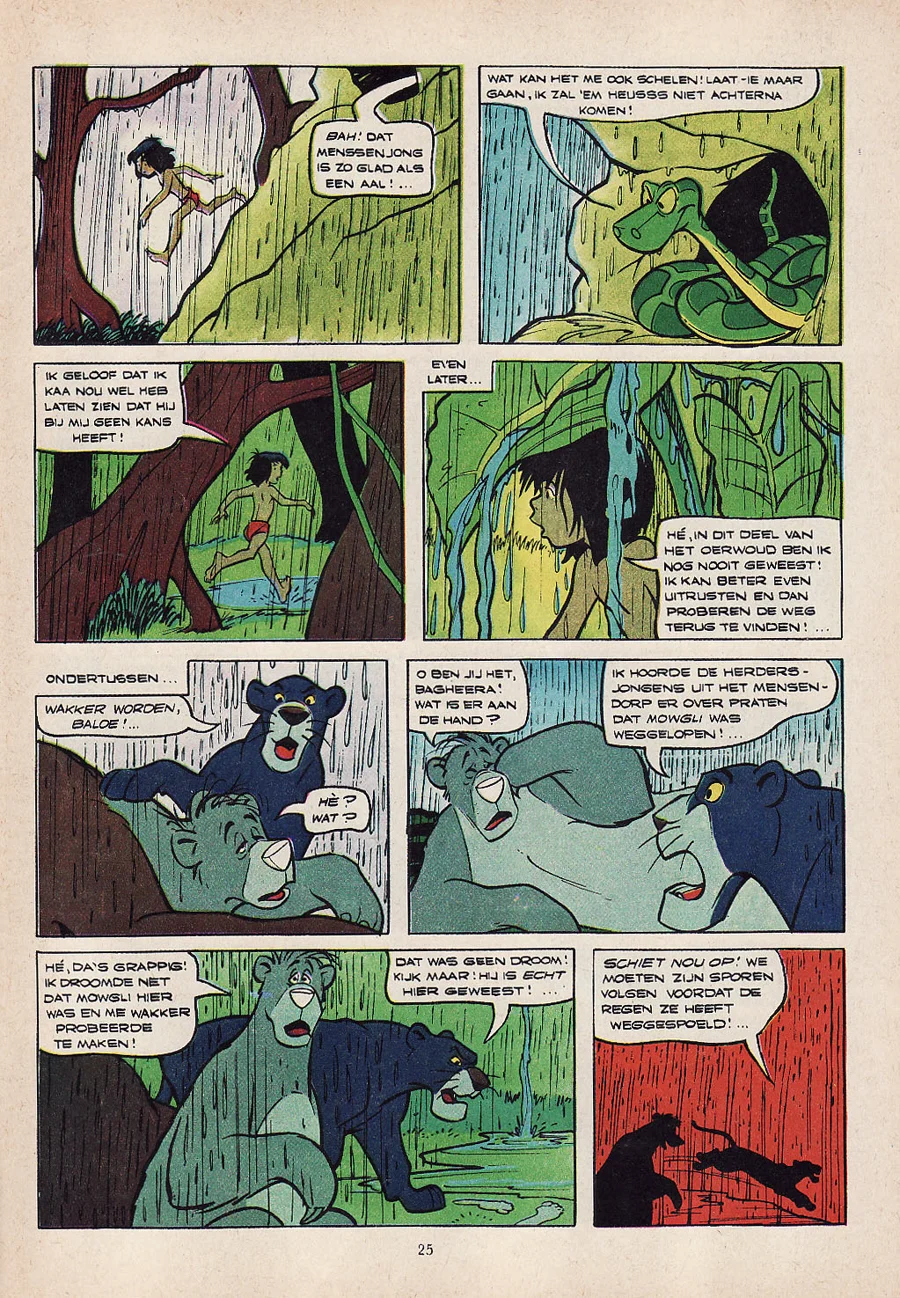 BAH! DAT
MENSSENJONG
IS ZO GLAD ALS
EEN AAL! ...
WAT KAN HET ME OOK SCHELEN! LAAT-IE MAAR
GAAN, IK ZAL 'EM HEUSSS NIET ACHTERNA
KOMEN!
IK GELOOF DAT IK
KAA NOU WEL HEB
LATEN ZIEN DAT HIJ
BIJ MIJ GEEN KANS
HEEFT!
EVEN
LATER...
HÉ, IN DIT DEEL VAN
HET OERWOUD BEN IK
NOG NOOIT GEWEEST!
IK KAN BETER EVEN
UITRUSTEN EN DAN
PROBEREN DE WEG
TERUG TE VINDEN! ...
ONDERTUSSEN ...
WAKKER WORDEN,
BALOE!...
HÈ?
WAT?
O BEN JIJ HET,
BAGHEERA!
WAT IS ER AAN
DE HAND?
IK HOORDE DE HERDERS-
JONGENS UIT HET MENSEN-
DORP ER OVER PRATEN
DAT MOWGLI WAS
WEGGELOPEN! ...
HÉ, DA'S GRAPPIG!
IK DROOMDE NET
DAT MOWGLI HIER
WAS EN ME WAKKER
PROBEERDE
TE MAKEN!
DAT WAS GEEN DROOM!
KIJK MAAR! HIJ IS ECHT
HIER GEWEEST! ...
SCHIET NOU OP! WE
MOETEN ZIJN SPOREN
VOLGEN VOORDAT DE
REGEN ZE HEEFT
WEGGESPOELD! ...
25